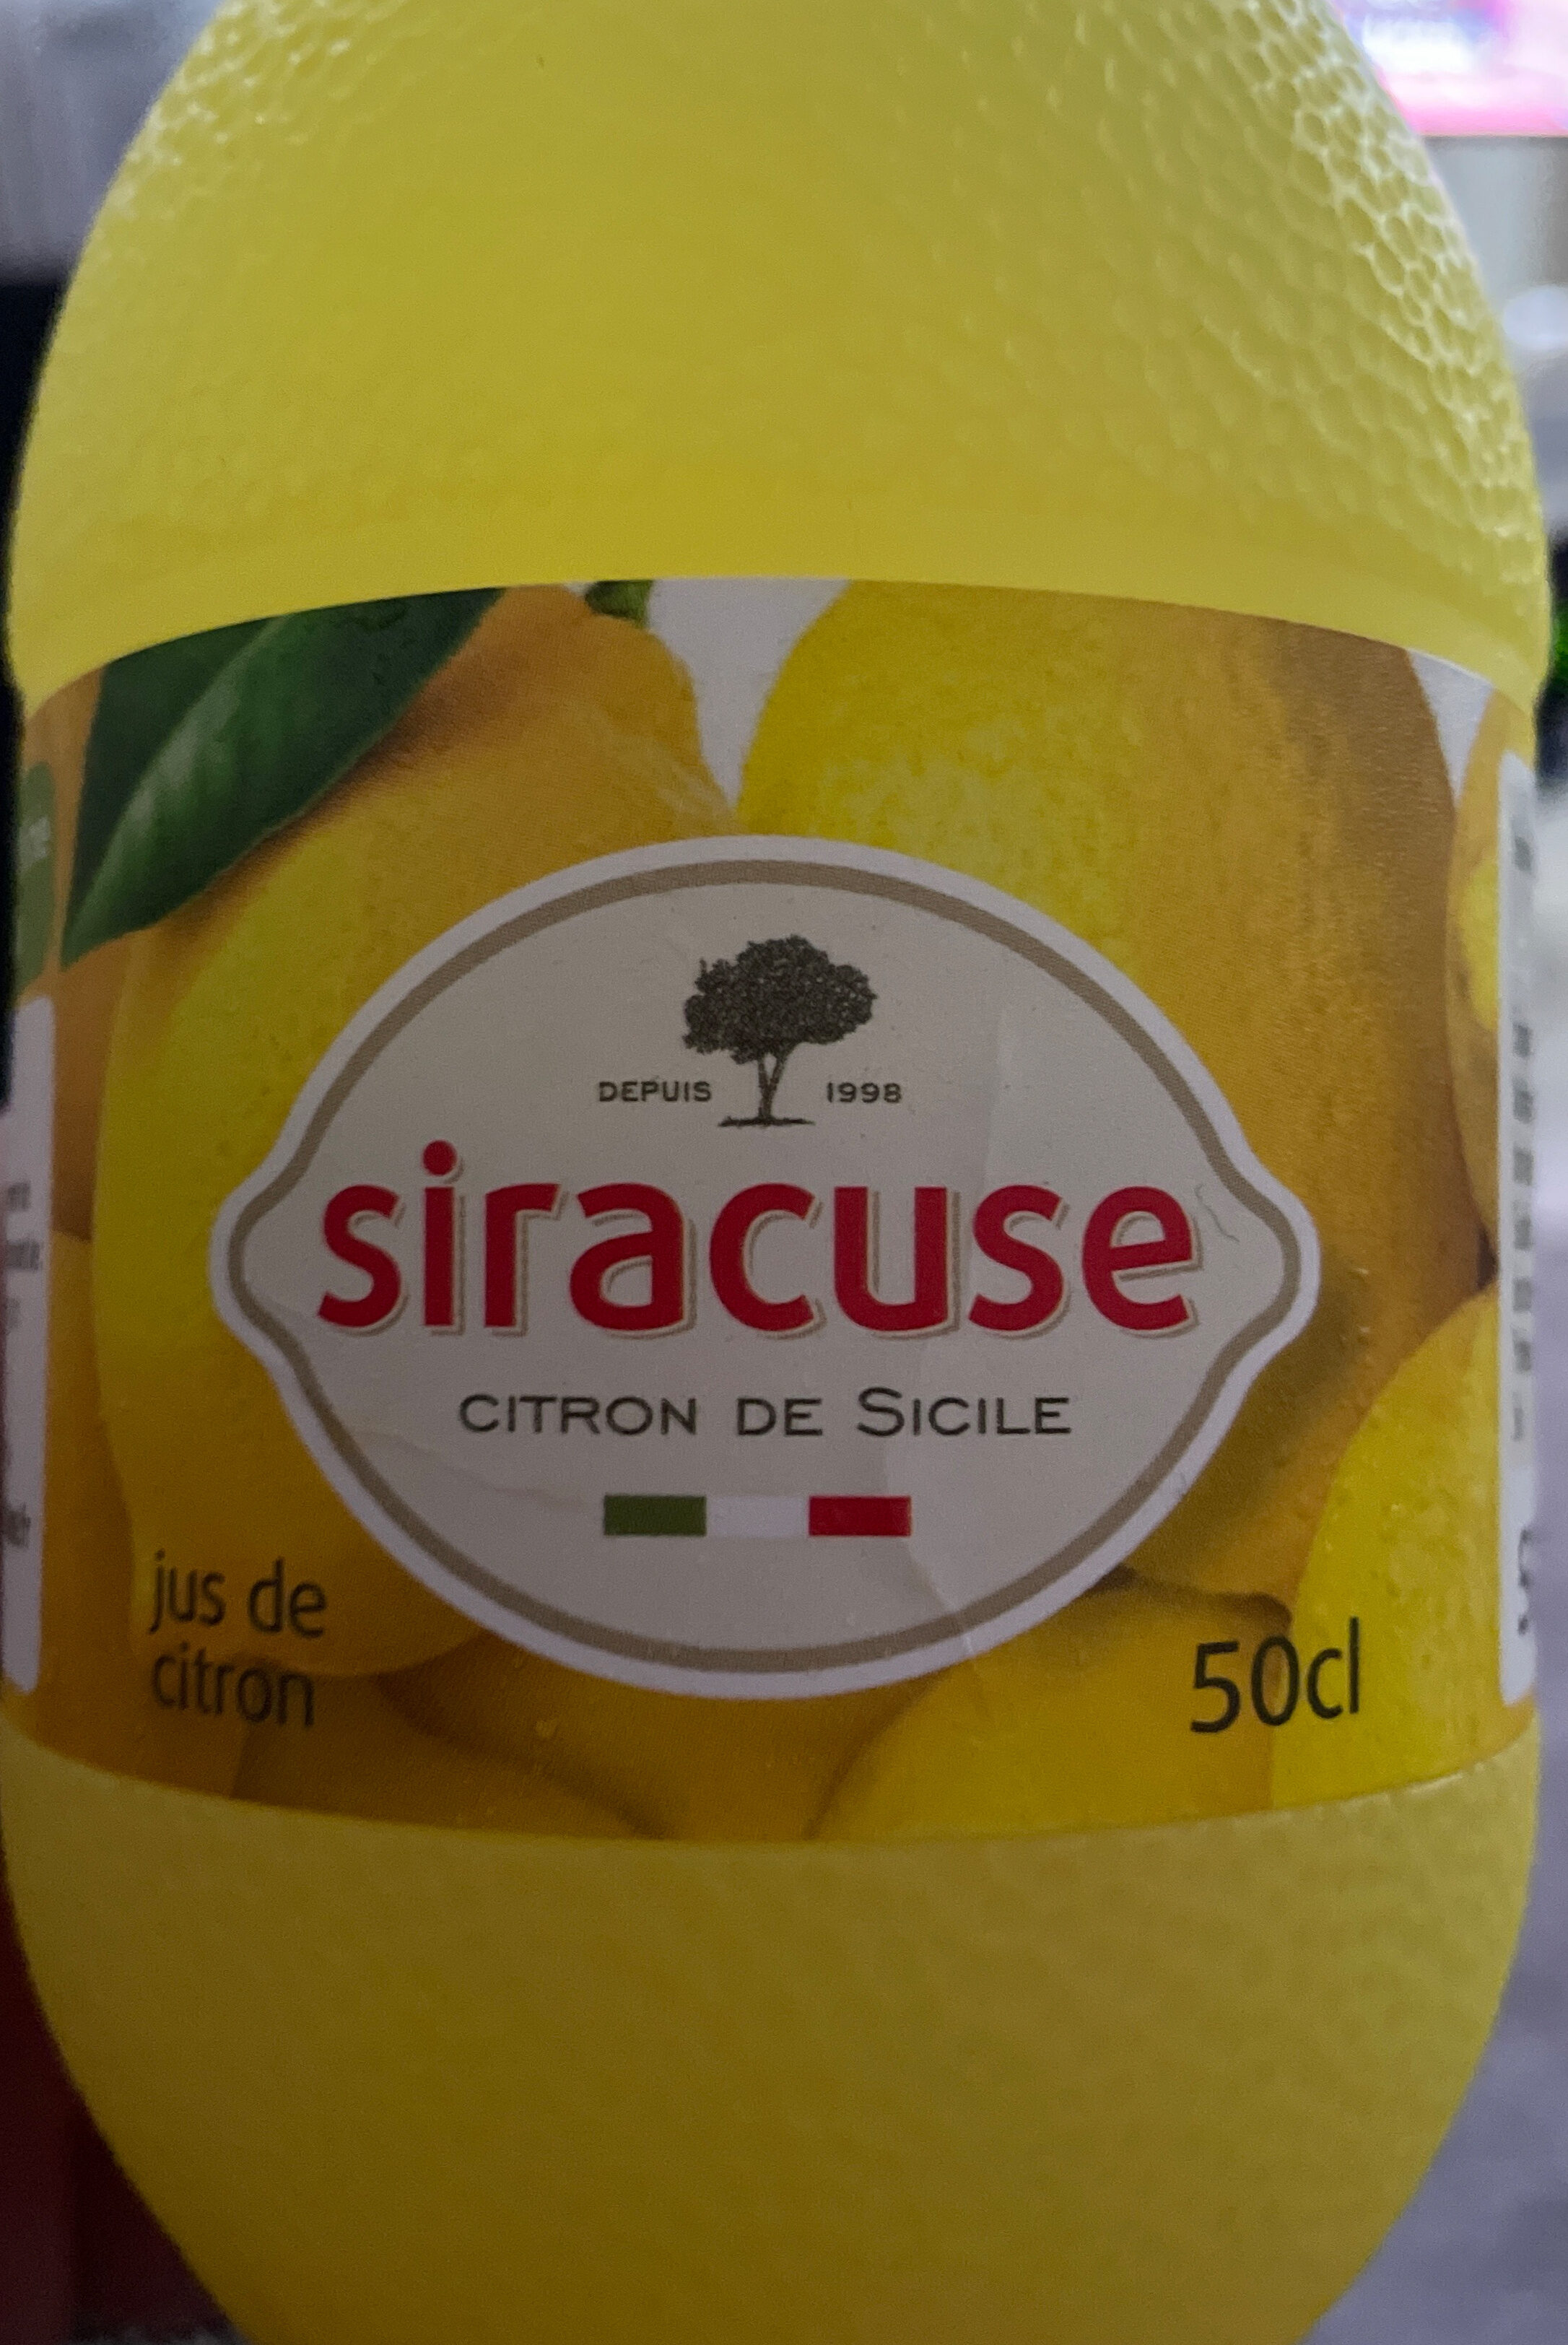 DEPUIS 1998
siracuse
CITRON DE SICILE
jus de
citron
50cl